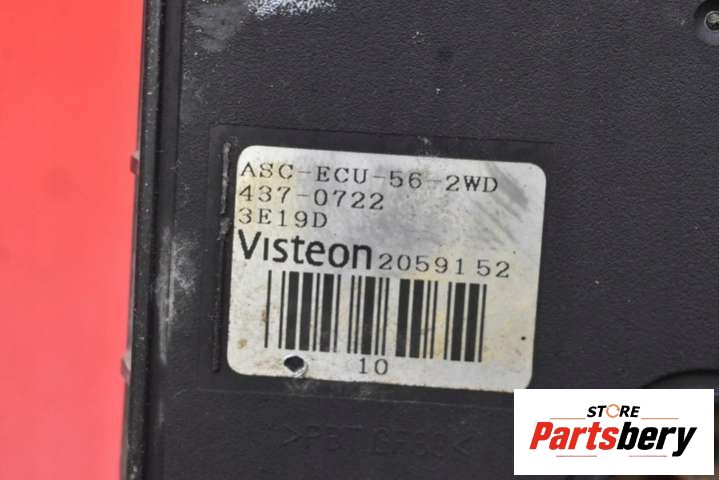 ASC-ECU-56-2WD
437-0722
3E19D
Visteon 2059152
10
STORE
Partsbery